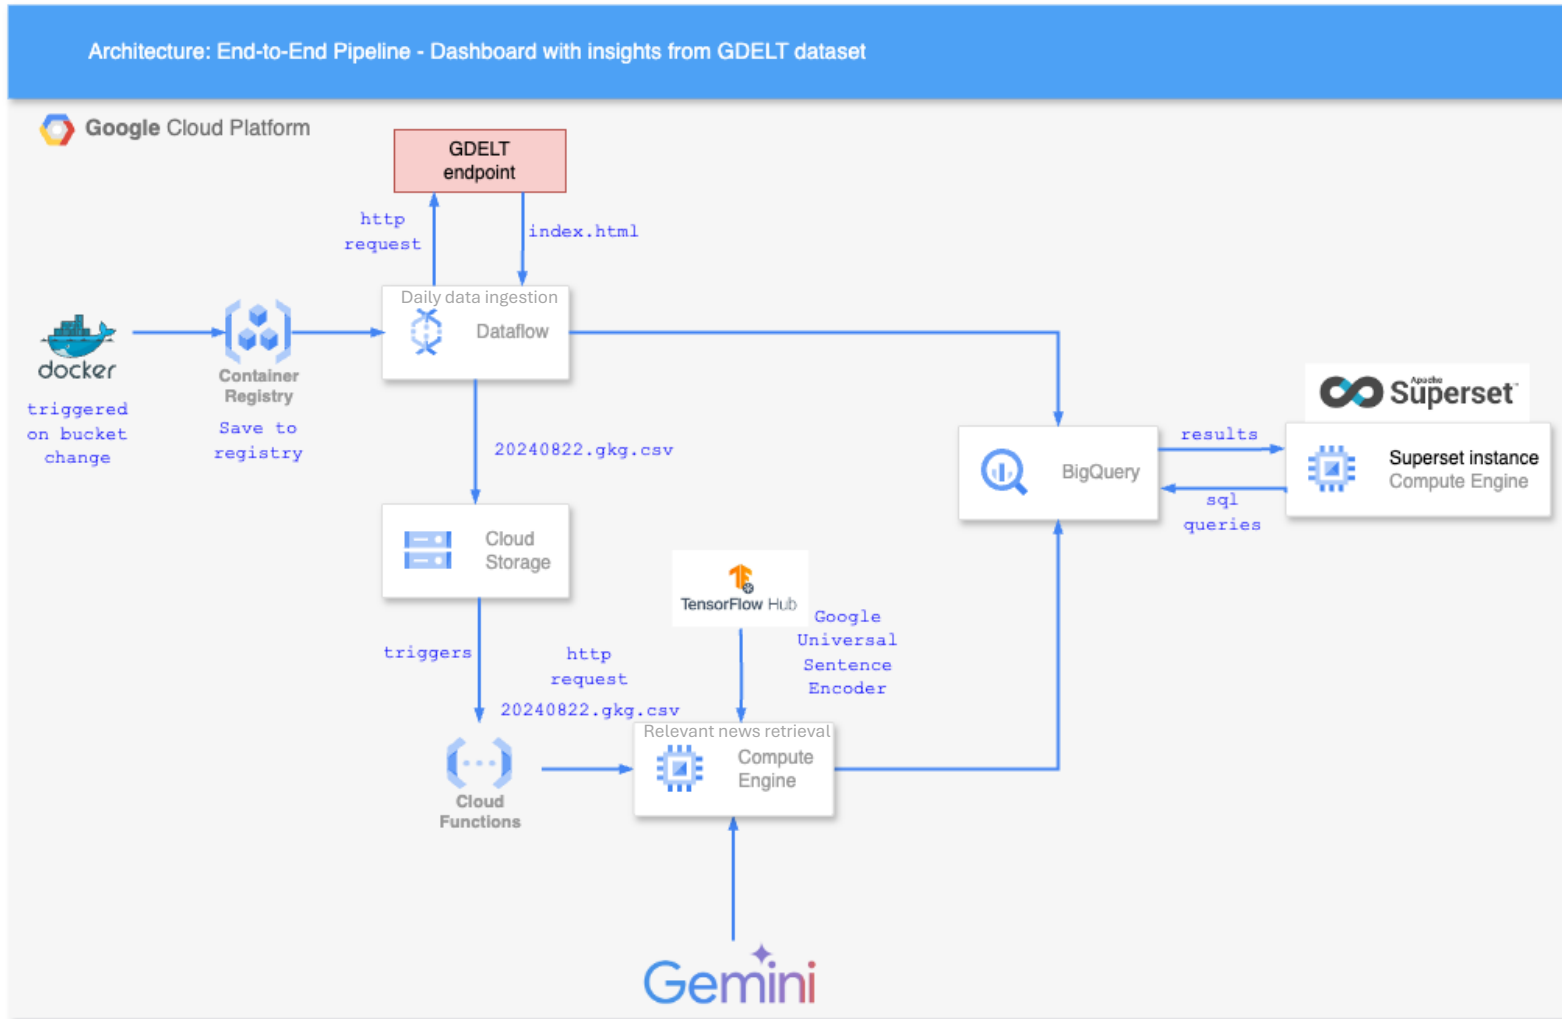 Architecture: End-to-End Pipeline - Dashboard with insights from GDELT dataset
Google Cloud Platform
GDELT
endpoint
http
request
index.html
Daily data ingestion
Dataflow
docker
triggered
on bucket
change
Container
Registry
Save to
registry
20240822.gkg.csv
Cloud
Storage
triggers
Cloud
Functions
http
request
20240822.gkg.csv
TensorFlow Hub
Google
Universal
Sentence
Encoder
Relevant news retrieval
Compute
Engine
Gemini
BigQuery
results
sql
queries
Apache
Superset™
Superset instance
Compute Engine